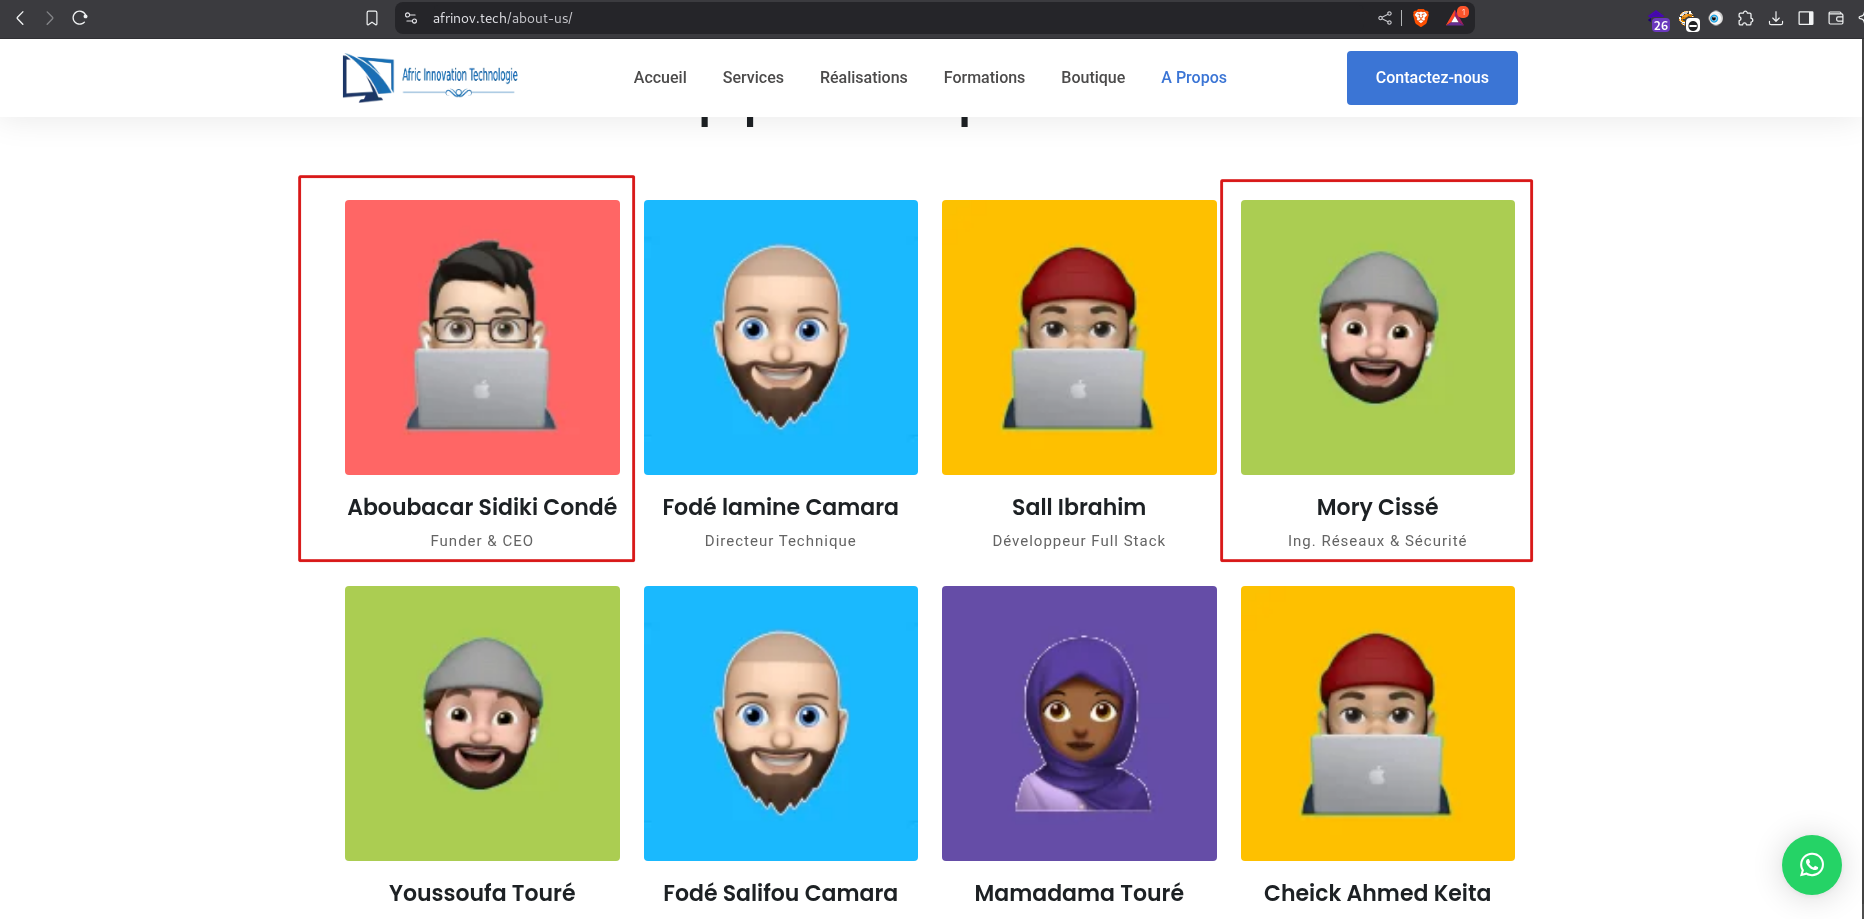 afrinov.tech/about-us/
1
26
Afric Innovation Technologie
Accueil
Services
Réalisations
Formations
Boutique
A Propos
Contactez-nous
Aboubacar Sidiki Condé
Funder & CEO
Fodé lamine Camara
Directeur Technique
Sall Ibrahim
Développeur Full Stack
Mory Cissé
Ing. Réseaux & Sécurité
Youssoufa Touré
Fodé Salifou Camara
Mamadama Touré
Cheick Ahmed Keita